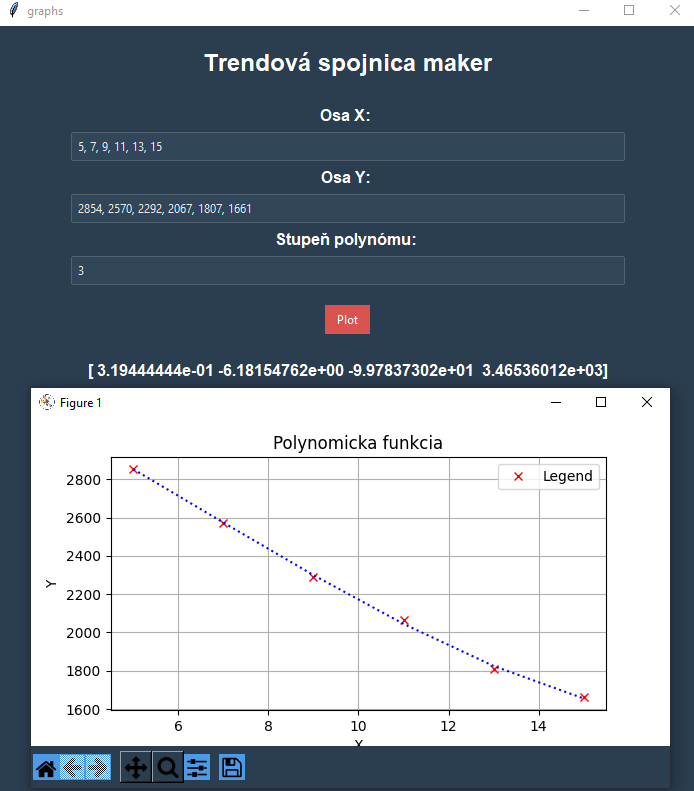 graphs
Trendová spojnica maker
Osa X:
5, 7, 9, 11, 13, 15
Osa Y:
2854, 2570, 2292, 2067, 1807, 1661
Stupeň polynómu:
3
Plot
[ 3.19444444e-01 -6.18154762e+00 -9.97837302e+01  3.46536012e+03]
Figure 1
Polynomicka funkcia
Legend
2800
2600
2400
2200
2000
1800
1600
Y
6 8 10 12 14
X